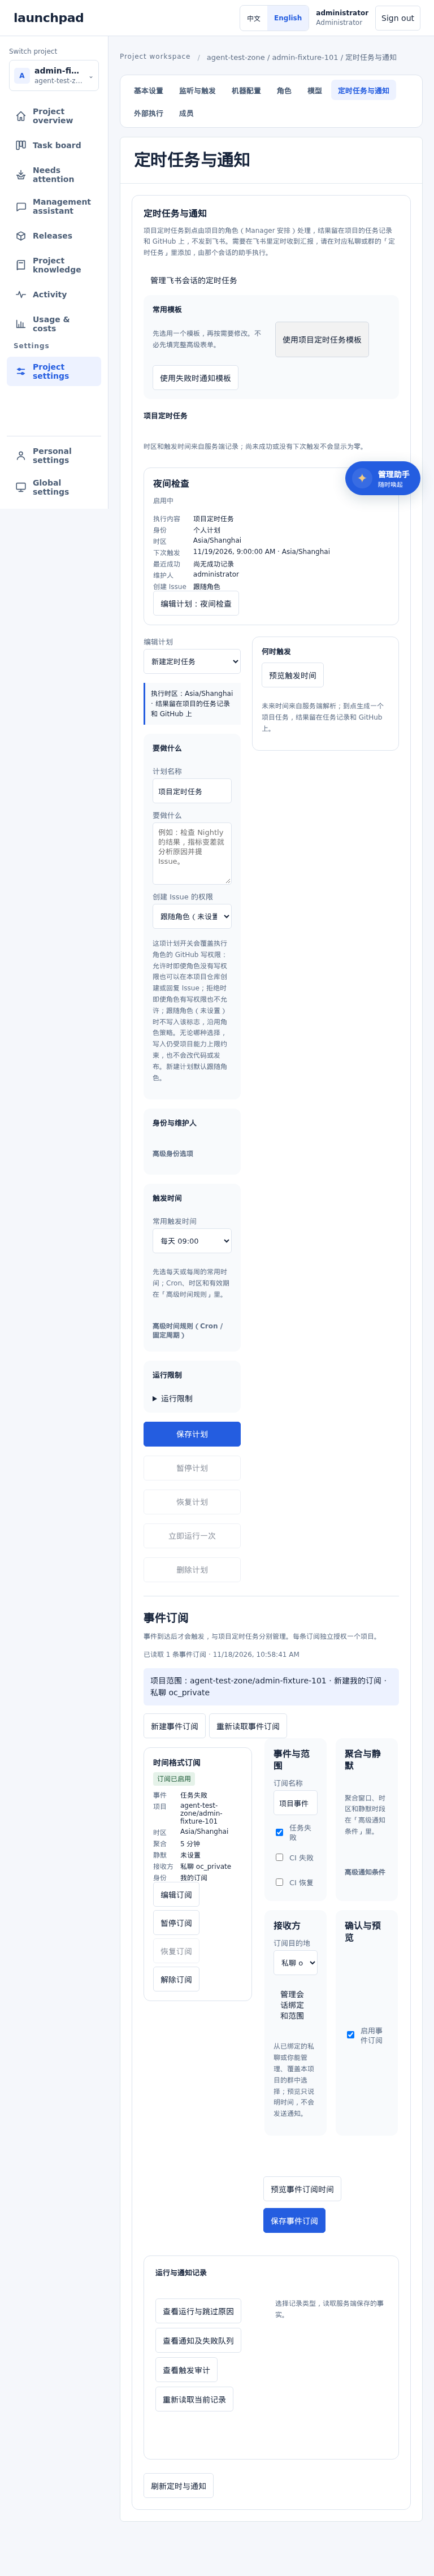 launchpad
中文
English
administrator
Administrator
Sign out
Switch project
A
admin-fi...
agent-test-z...
Project overview
Task board
Needs attention
Management assistant
Releases
Project knowledge
Activity
Usage & costs
Settings
Project settings
Personal settings
Global settings
Project workspace / agent-test-zone / admin-fixture-101 / 定时任务与通知
基本设置
监听与触发
机器配置
角色
模型
定时任务与通知
外部执行
成员
定时任务与通知
定时任务与通知
项目定时任务到点由项目的角色（Manager 安排）处理，结果留在项目的任务记录
和 GitHub 上，不发到飞书。需要在飞书里定时收到汇报，请在对应私聊或群的「定
时任务」里添加，由那个会话的助手执行。
管理飞书会话的定时任务
常用模板
先选用一个模板，再按需要修改。不
必先填完整高级表单。
使用项目定时任务模板
使用失败时通知模板
项目定时任务
时区和触发时间来自服务端记录；尚未成功或没有下次触发不会显示为零。
管理助手
随时唤起
夜间检查
启用中
执行内容 项目定时任务
身份 个人计划
时区 Asia/Shanghai
下次触发 11/19/2026, 9:00:00 AM · Asia/Shanghai
最近成功 尚无成功记录
维护人 administrator
创建 Issue 跟随角色
编辑计划：夜间检查
编辑计划
新建定时任务
执行时区：Asia/Shanghai
· 结果留在项目的任务记录
和 GitHub 上
何时触发
预览触发时间
未来时间来自服务端解析；到点生成一个
项目任务，结果留在任务记录和 GitHub
上。
要做什么
计划名称
项目定时任务
要做什么
例如：检查 Nightly
的结果，指标变差就
分析原因并提
Issue。
创建 Issue 的权限
跟随角色（未设置
这项计划开关会覆盖执行
角色的 GitHub 写权限：
允许时即使角色没有写权
限也可以在本项目仓库创
建或回复 Issue；拒绝时
即使角色有写权限也不允
许；跟随角色（未设置）
时不写入该标志，沿用角
色策略。无论哪种选择，
写入仍受项目能力上限约
束，也不会改代码或发
布。新建计划默认跟随角
色。
身份与维护人
高级身份选项
触发时间
常用触发时间
每天 09:00
先选每天或每周的常用时
间；Cron、时区和有效期
在「高级时间规则」里。
高级时间规则（Cron /
固定周期）
运行限制
▶ 运行限制
保存计划
暂停计划
恢复计划
立即运行一次
删除计划
事件订阅
事件到达后才会触发，与项目定时任务分别管理。每条订阅独立授权一个项目。
已读取 1 条事件订阅 · 11/18/2026, 10:58:41 AM
项目范围：agent-test-zone/admin-fixture-101 · 新建我的订阅 ·
私聊 oc_private
新建事件订阅
重新读取事件订阅
时间格式订阅
订阅已启用
事件 任务失败
项目 agent-test-zone/admin-fixture-101
时区 Asia/Shanghai
聚合 5 分钟
静默 未设置
接收方 私聊 oc_private
身份 我的订阅
编辑订阅
暂停订阅
恢复订阅
解除订阅
事件与范围
订阅名称
项目事件
任务失败
CI 失败
CI 恢复
聚合与静默
聚合窗口、时
区和静默时段
在「高级通知
条件」里。
高级通知条件
接收方
订阅目的地
私聊 o
管理会
话绑定
和范围
从已绑定的私
聊或你能管
理、覆盖本项
目的群中选
择；预览只说
明时间，不会
发送通知。
确认与预览
启用事件订阅
预览事件订阅时间
保存事件订阅
运行与通知记录
查看运行与跳过原因
查看通知及失败队列
查看触发审计
重新读取当前记录
选择记录类型，读取服务端保存的事
实。
刷新定时与通知